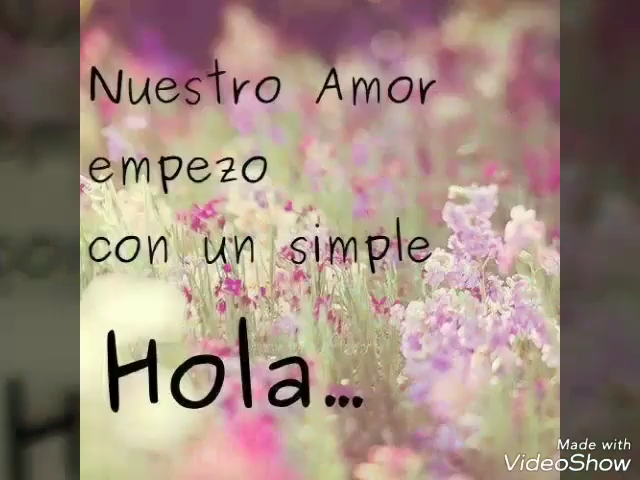 Nuestro Amor
empezo
con un simple
Hola...
Made with
VideoShow